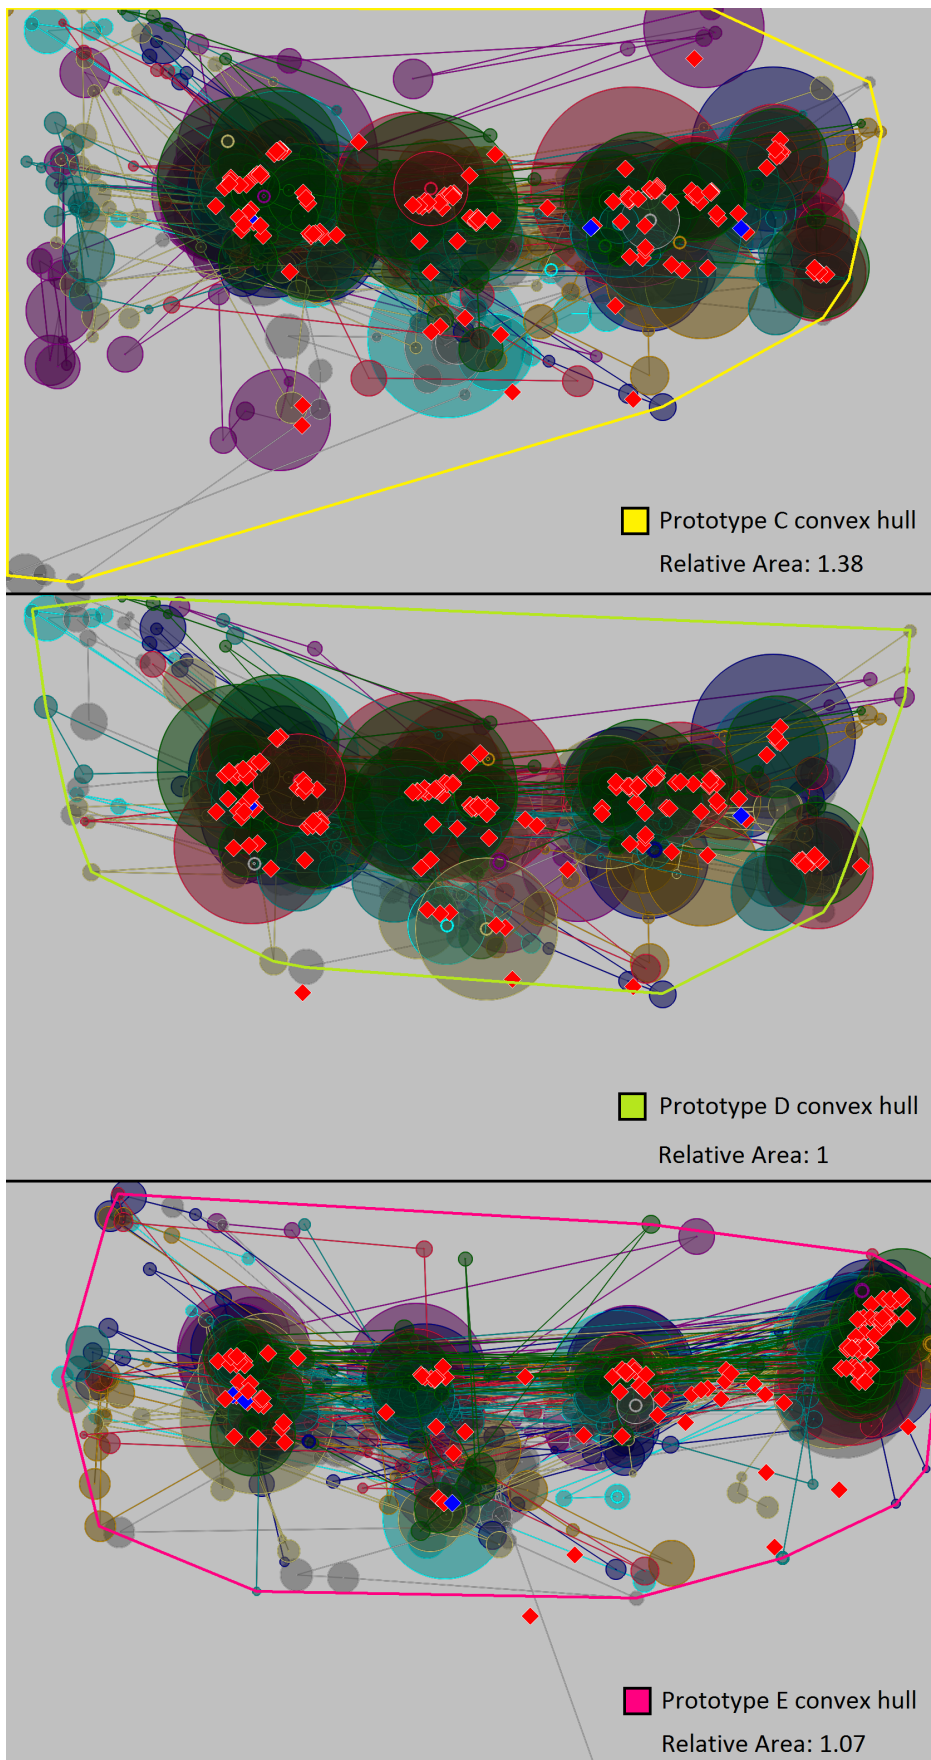 Prototype C convex hull
Relative Area: 1.38
Prototype D convex hull
Relative Area: 1
Prototype E convex hull
Relative Area: 1.07